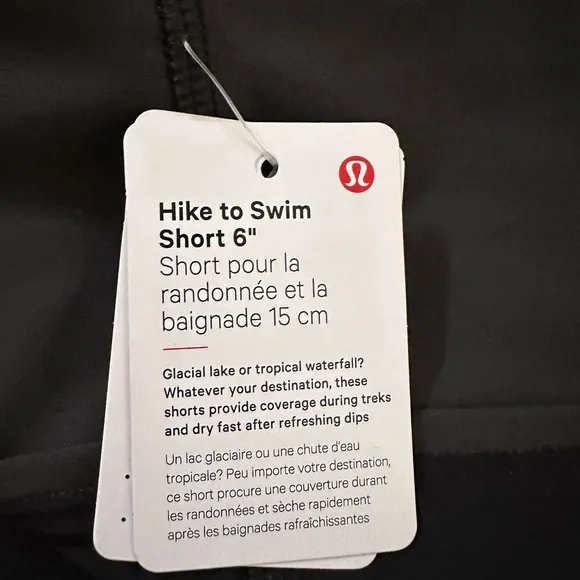 Hike to Swim
Short 6"
Short pour la
randonnée et la
baignade 15 cm
Glacial lake or tropical waterfall?
Whatever your destination, these
shorts provide coverage during treks
and dry fast after refreshing dips
Un lac glaciaire ou une chute d'eau
tropicale? Peu importe votre destination,
ce short procure une couverture durant
les randonnées et sèche rapidement
après les baignades rafraîchissantes